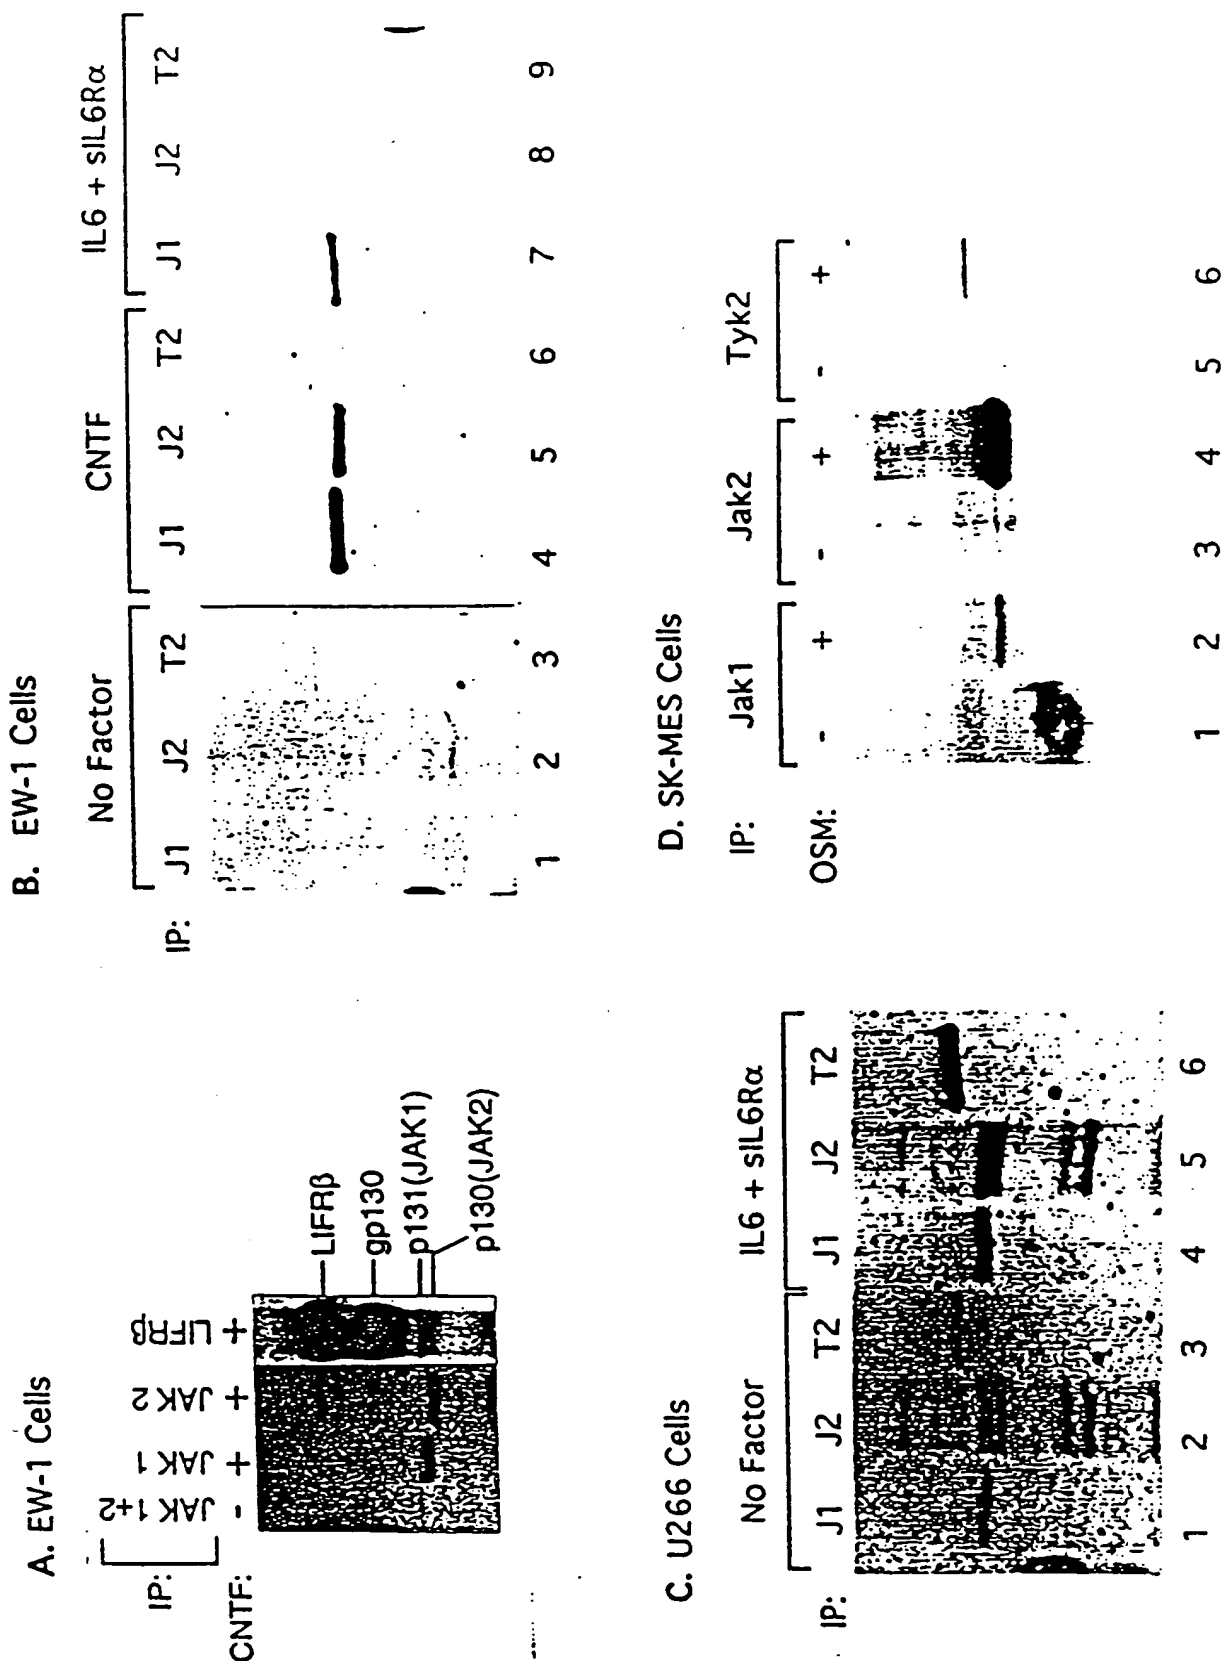 A. EW-1 Cells
IP:
JAK 1+2
JAK 1
JAK 2
LIFRβ
CNTF:
-
+
+
+
LIFRβ
gp130
p131(JAK1)
p130(JAK2)
B. EW-1 Cells
No Factor
CNTF
IL6 + sIL6Rα
IP:
J1 J2 T2 J1 J2 T2 J1 J2 T2
1 2 3 4 5 6 7 8 9
C. U266 Cells
No Factor
IL6 + sIL6Rα
IP:
J1 J2 T2 J1 J2 T2
1 2 3 4 5 6
D. SK-MES Cells
IP:
Jak1
Jak2
Tyk2
OSM:
- + - + - +
1 2 3 4 5 6